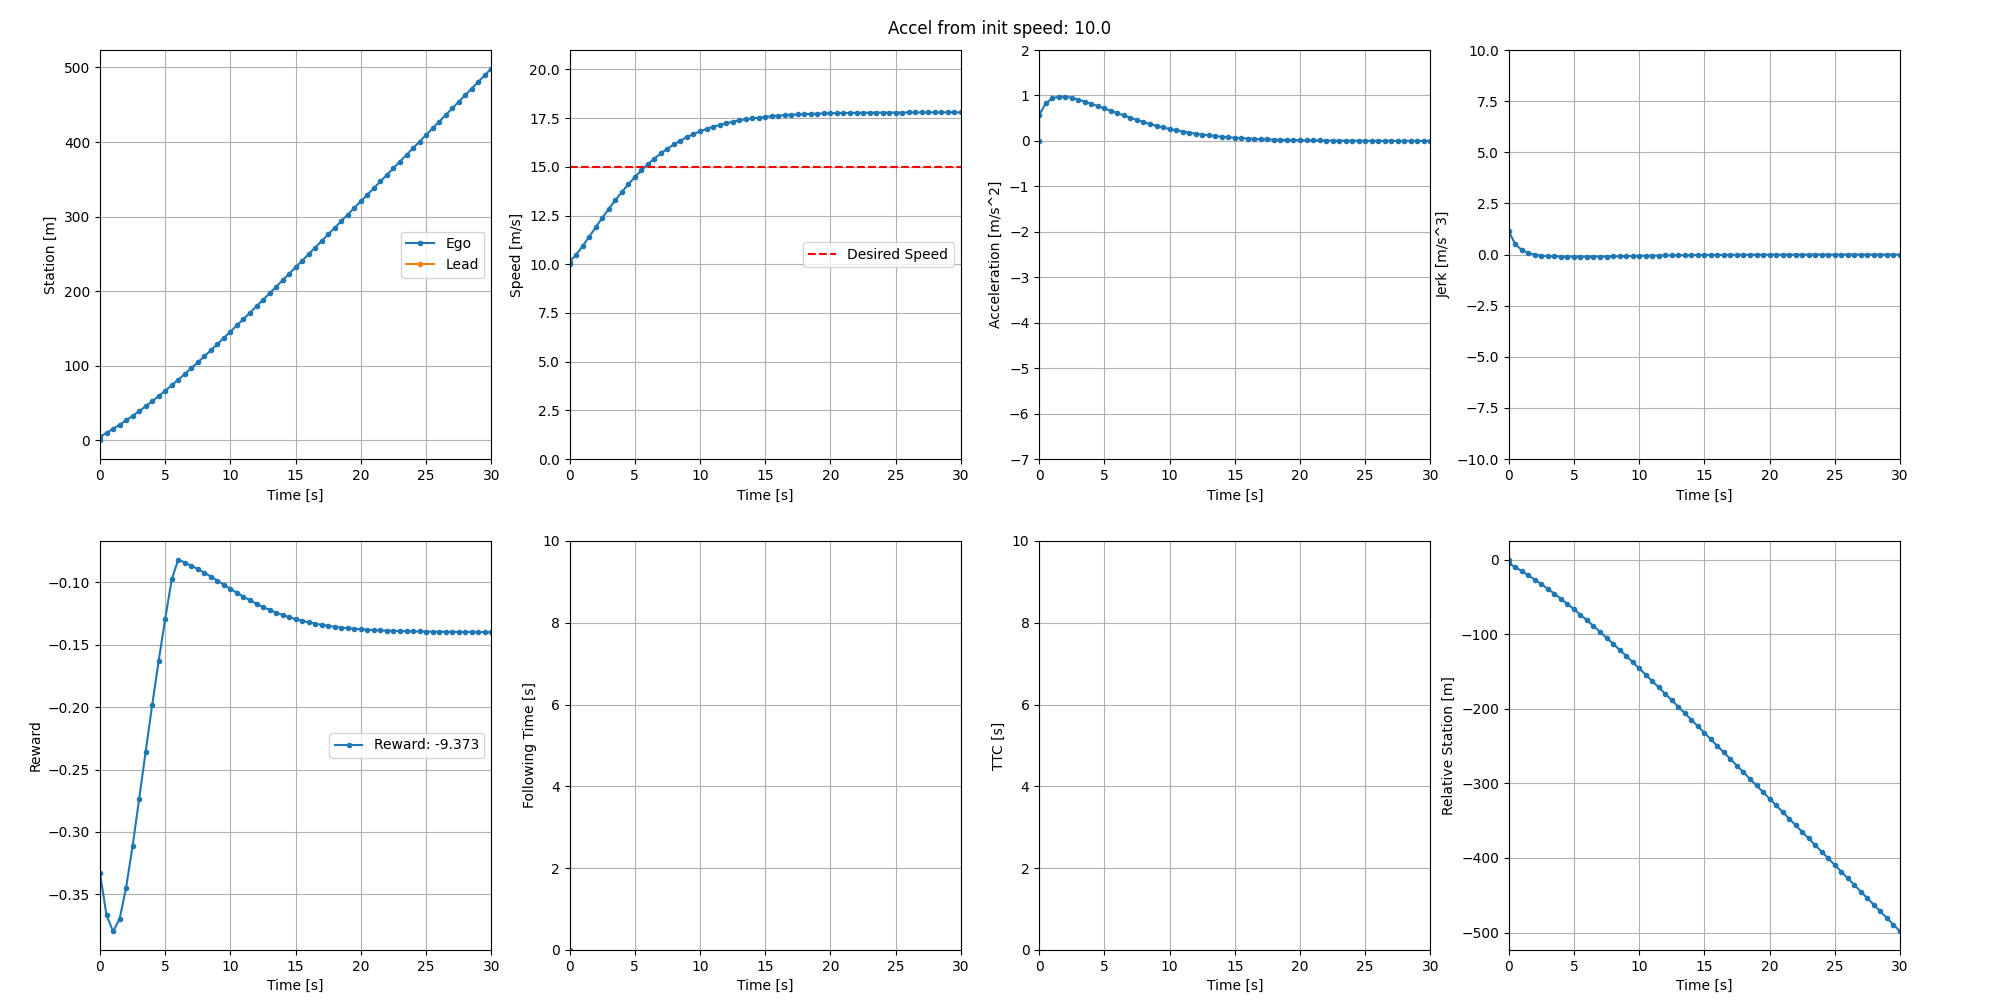 Accel from init speed: 10.0
Station [m]
500
400
300
200
100
0
0 5 10 15 20 25 30
Time [s]
Ego
Lead
Speed [m/s]
20.0
17.5
15.0
12.5
10.0
7.5
5.0
2.5
0.0
0 5 10 15 20 25 30
Time [s]
Desired Speed
Acceleration [m/s^2]
2
1
0
−1
−2
−3
−4
−5
−6
−7
0 5 10 15 20 25 30
Time [s]
Jerk [m/s^3]
10.0
7.5
5.0
2.5
0.0
−2.5
−5.0
−7.5
−10.0
0 5 10 15 20 25 30
Time [s]
Reward
−0.10
−0.15
−0.20
−0.25
−0.30
−0.35
0 5 10 15 20 25 30
Time [s]
Reward: -9.373
Following Time [s]
10
8
6
4
2
0
0 5 10 15 20 25 30
Time [s]
TTC [s]
10
8
6
4
2
0
0 5 10 15 20 25 30
Time [s]
Relative Station [m]
0
−100
−200
−300
−400
−500
0 5 10 15 20 25 30
Time [s]